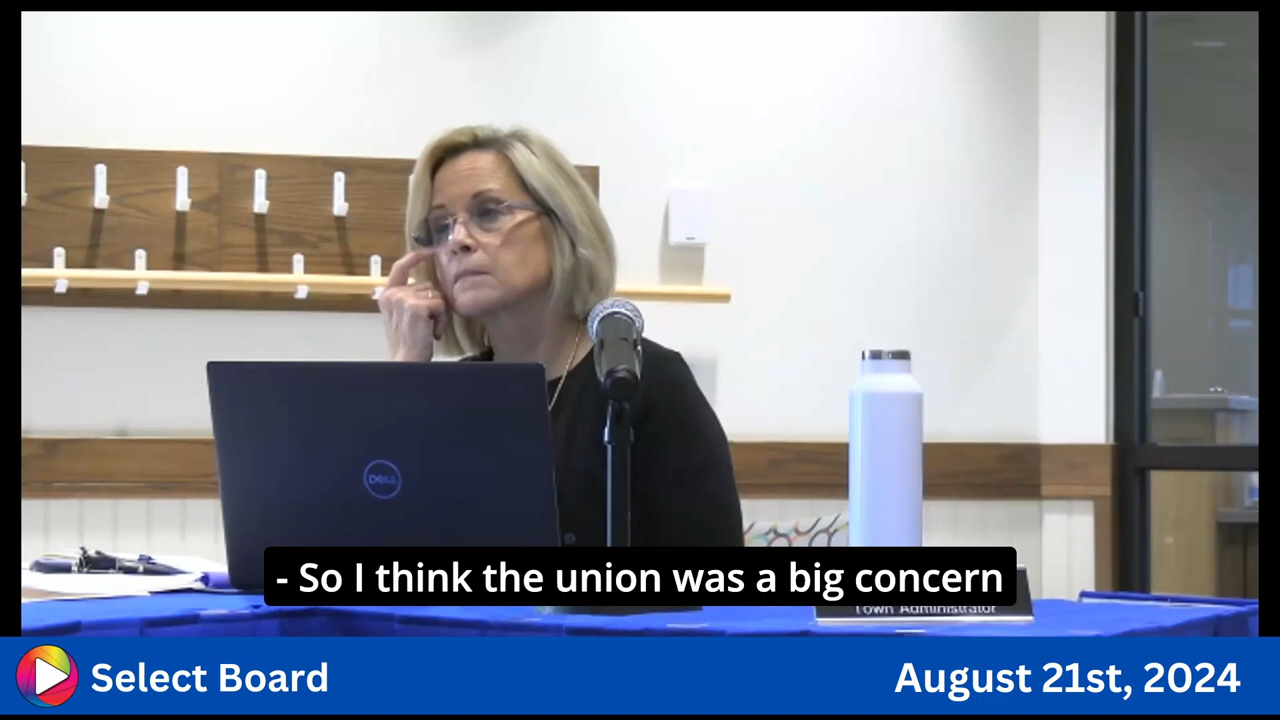 DELL
- So I think the union was a big concern
Town Administrator
Select Board
August 21st, 2024